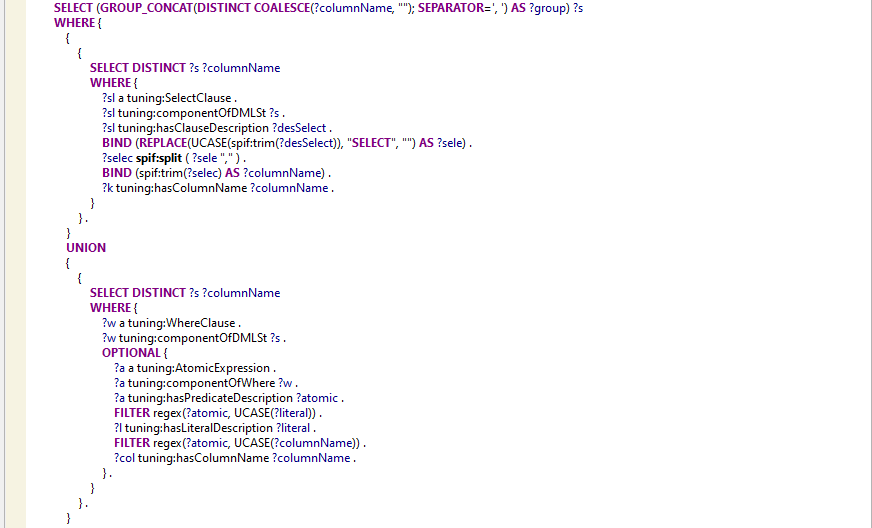 SELECT (GROUP_CONCAT(DISTINCT COALESCE(?columnName, ""); SEPARATOR=', ') AS ?group) ?s
WHERE {
{
{
SELECT DISTINCT ?s ?columnName
WHERE {
?sl a tuning:SelectClause .
?sl tuning:componentOfDMLSt ?s .
?sl tuning:hasClauseDescription ?desSelect .
BIND (REPLACE(UCASE(spif:trim(?desSelect)), "SELECT", "") AS ?sele) .
?selec spif:split ( ?sele "," ) .
BIND (spif:trim(?selec) AS ?columnName) .
?k tuning:hasColumnName ?columnName .
}
} .
}
UNION
{
{
SELECT DISTINCT ?s ?columnName
WHERE {
?w a tuning:WhereClause .
?w tuning:componentOfDMLSt ?s .
OPTIONAL {
?a a tuning:AtomicExpression .
?a tuning:componentOfWhere ?w .
?a tuning:hasPredicateDescription ?atomic .
FILTER regex(?atomic, UCASE(?literal)) .
?l tuning:hasLiteralDescription ?literal .
FILTER regex(?atomic, UCASE(?columnName)) .
?col tuning:hasColumnName ?columnName .
} .
}
} .
}